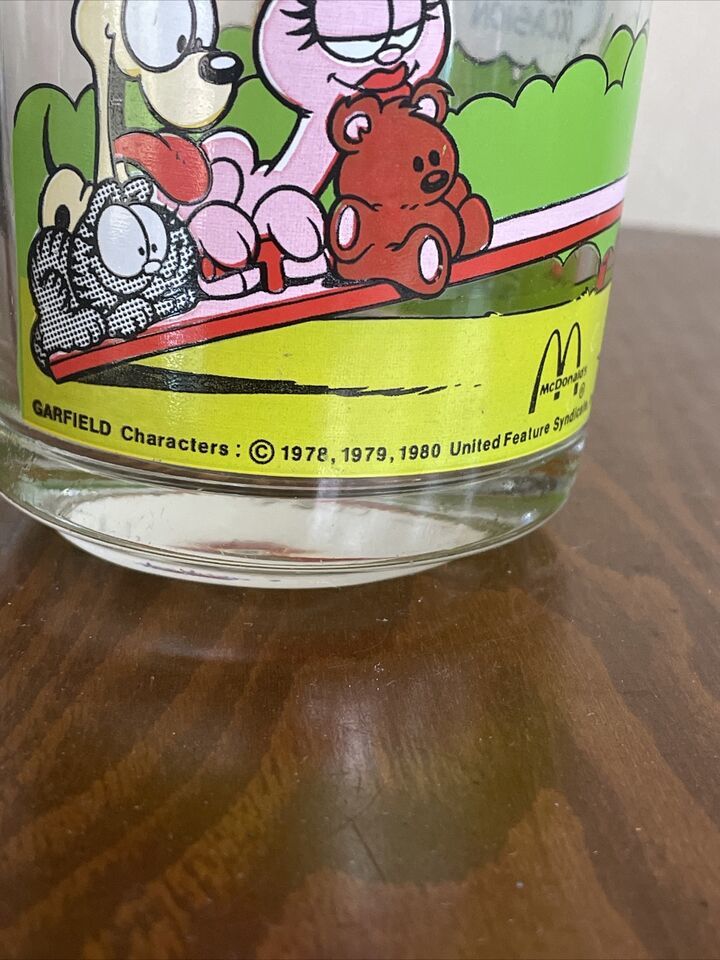 McDonald's
®
GARFIELD Characters: © 1978, 1979, 1980 United Feature Syndicate